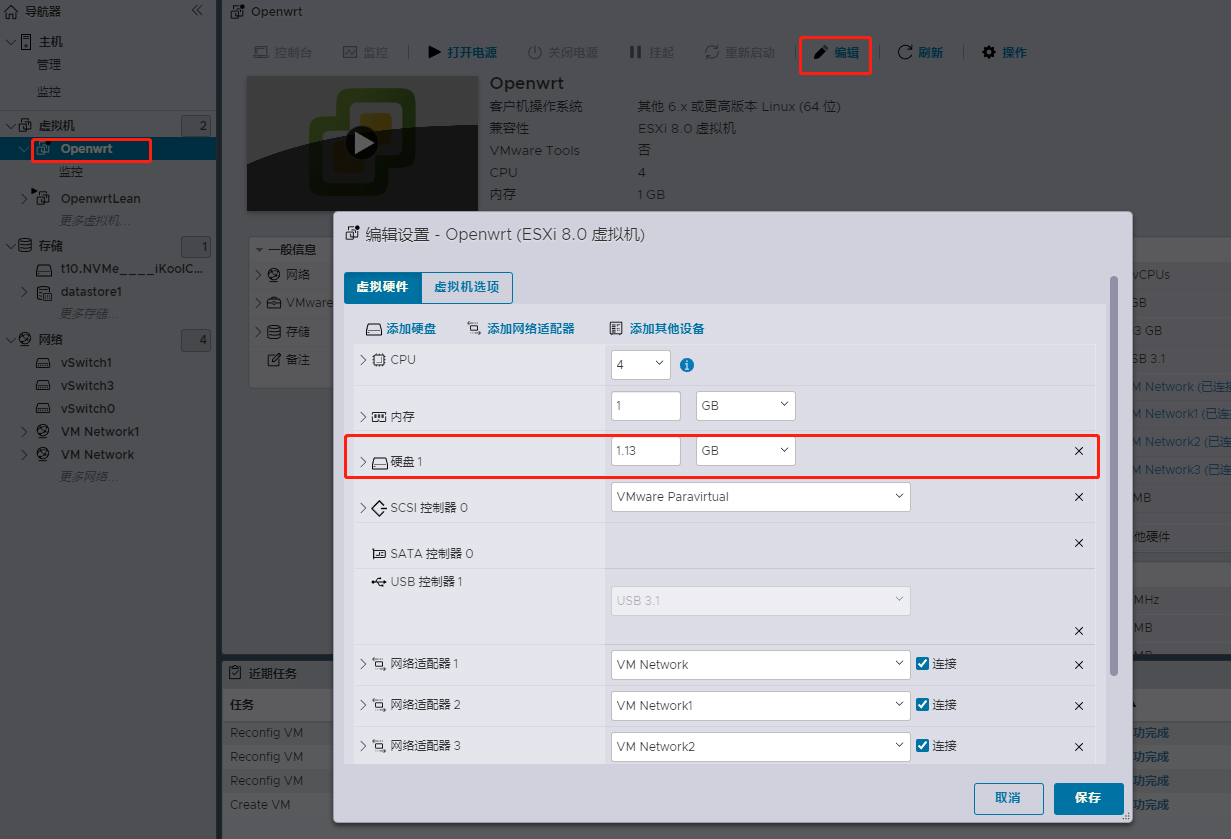 导航器
主机
管理
监控
虚拟机 2
Openwrt
监控
OpenwrtLean
更多虚拟机...
存储 1
t10.NVMe____iKoolC...
datastore1
更多存储...
网络 4
vSwitch1
vSwitch3
vSwitch0
VM Network1
VM Network
更多网络...
Openwrt
控制台 监控 打开电源 关闭电源 挂起 重新启动 编辑 刷新 操作
Openwrt
客户机操作系统 其他 6.x 或更高版本 Linux (64 位)
兼容性 ESXi 8.0 虚拟机
VMware Tools 否
CPU 4
内存 1 GB
一般信息
网络
VMware
存储
备注
vCPUs
GB
3 GB
SB 3.1
M Network (已连接
M Network1 (已连
M Network2 (已连
M Network3 (已连
MB
他硬件
MHz
MB
编辑设置 - Openwrt (ESXi 8.0 虚拟机)
虚拟硬件 虚拟机选项
添加硬盘 添加网络适配器 添加其他设备
CPU 4
内存 1 GB
硬盘 1 1.13 GB
SCSI 控制器 0 VMware Paravirtual
SATA 控制器 0
USB 控制器 1
USB 3.1
网络适配器 1 VM Network 连接
网络适配器 2 VM Network1 连接
网络适配器 3 VM Network2 连接
取消 保存
近期任务
任务
Reconfig VM 功完成
Reconfig VM 功完成
Reconfig VM 功完成
Create VM 功完成